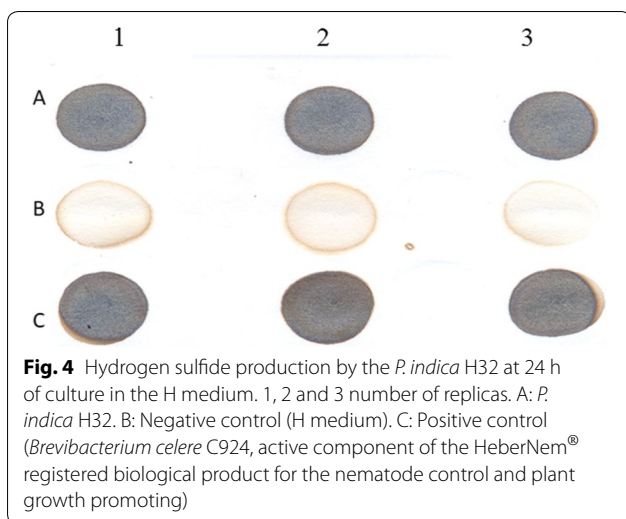 1 2 3
A
B
C
Fig. 4 Hydrogen sulfide production by the P. indica H32 at 24 h
of culture in the H medium. 1, 2 and 3 number of replicas. A: P.
indica H32. B: Negative control (H medium). C: Positive control
(Brevibacterium celere C924, active component of the HeberNem®
registered biological product for the nematode control and plant
growth promoting)